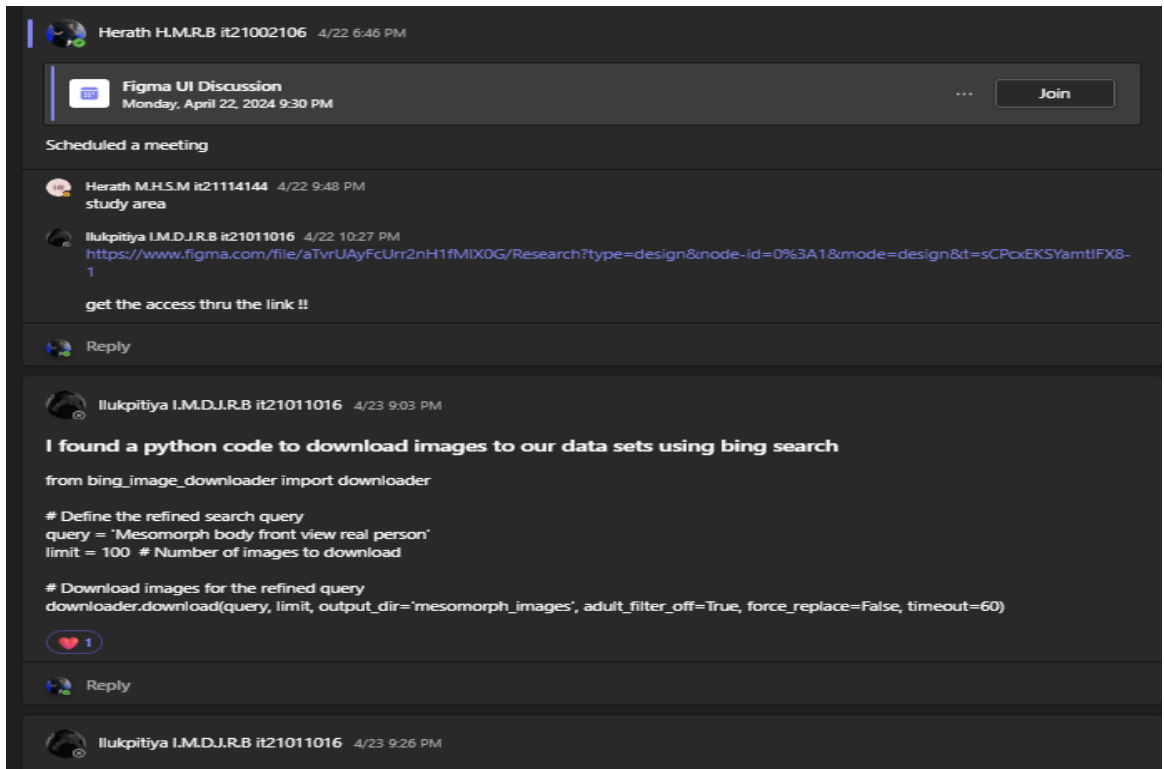 Herath H.M.R.B it21002106 4/22 6:46 PM
Figma UI Discussion
Monday, April 22, 2024 9:30 PM
... Join
Scheduled a meeting
HI
Herath M.H.S.M it21114144 4/22 9:48 PM
study area
Ilukpitiya I.M.D.J.R.B it21011016 4/22 10:27 PM
https://www.figma.com/file/aTvrUAyFcUrr2nH1fMIX0G/Research?type=design&node-id=0%3A1&mode=design&t=sCPcxEKSYamtIFX8-
1
get the access thru the link !!
Reply
Ilukpitiya I.M.D.J.R.B it21011016 4/23 9:03 PM
I found a python code to download images to our data sets using bing search
from bing_image_downloader import downloader
# Define the refined search query
query = 'Mesomorph body front view real person'
limit = 100 # Number of images to download
# Download images for the refined query
downloader.download(query, limit, output_dir='mesomorph_images', adult_filter_off=True, force_replace=False, timeout=60)
❤️ 1
Reply
Ilukpitiya I.M.D.J.R.B it21011016 4/23 9:26 PM